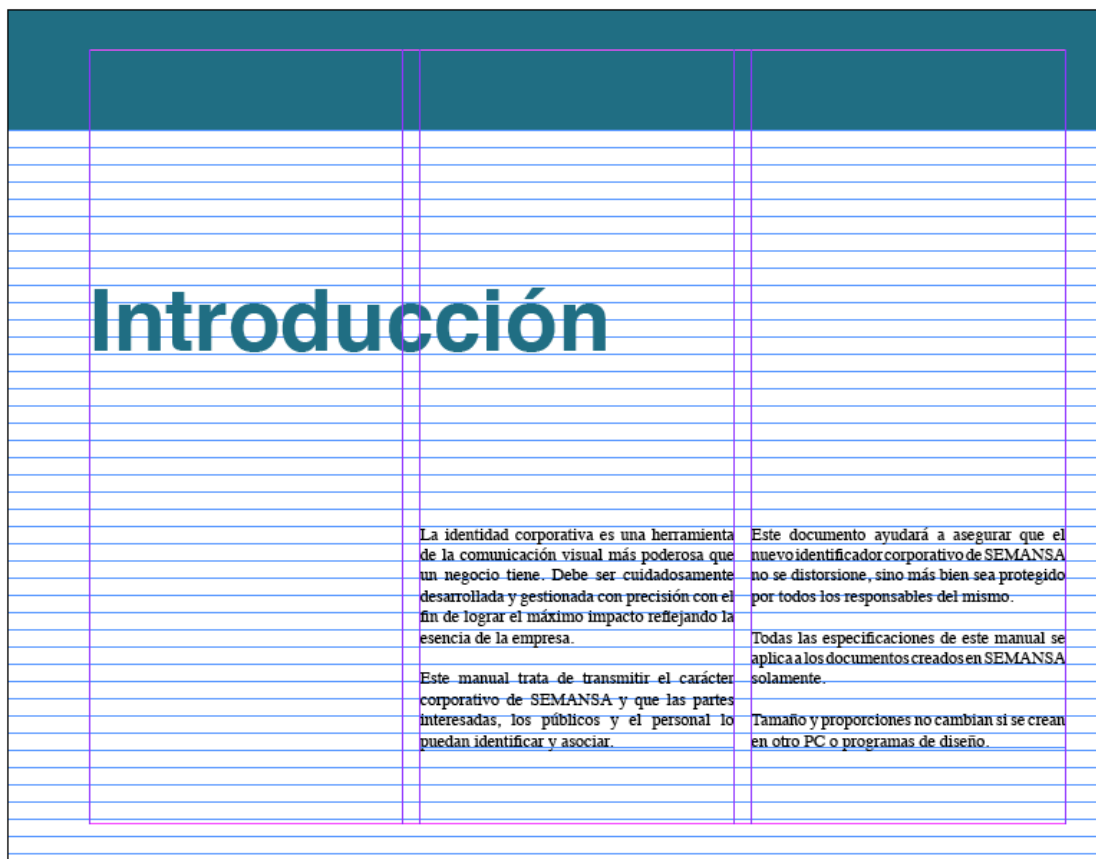 Introducción
La identidad corporativa es una herramienta
de la comunicación visual más poderosa que
un negocio tiene. Debe ser cuidadosamente
desarrollada y gestionada con precisión con el
fin de lograr el máximo impacto reflejando la
esencia de la empresa.
Este manual trata de transmitir el carácter
corporativo de SEMANSA y que las partes
interesadas, los públicos y el personal lo
puedan identificar y asociar.
Este documento ayudará a asegurar que el
nuevo identificador corporativo de SEMANSA
no se distorsione, sino más bien sea protegido
por todos los responsables del mismo.
Todas las especificaciones de este manual se
aplica a los documentos creados en SEMANSA
solamente.
Tamaño y proporciones no cambian si se crean
en otro PC o programas de diseño.